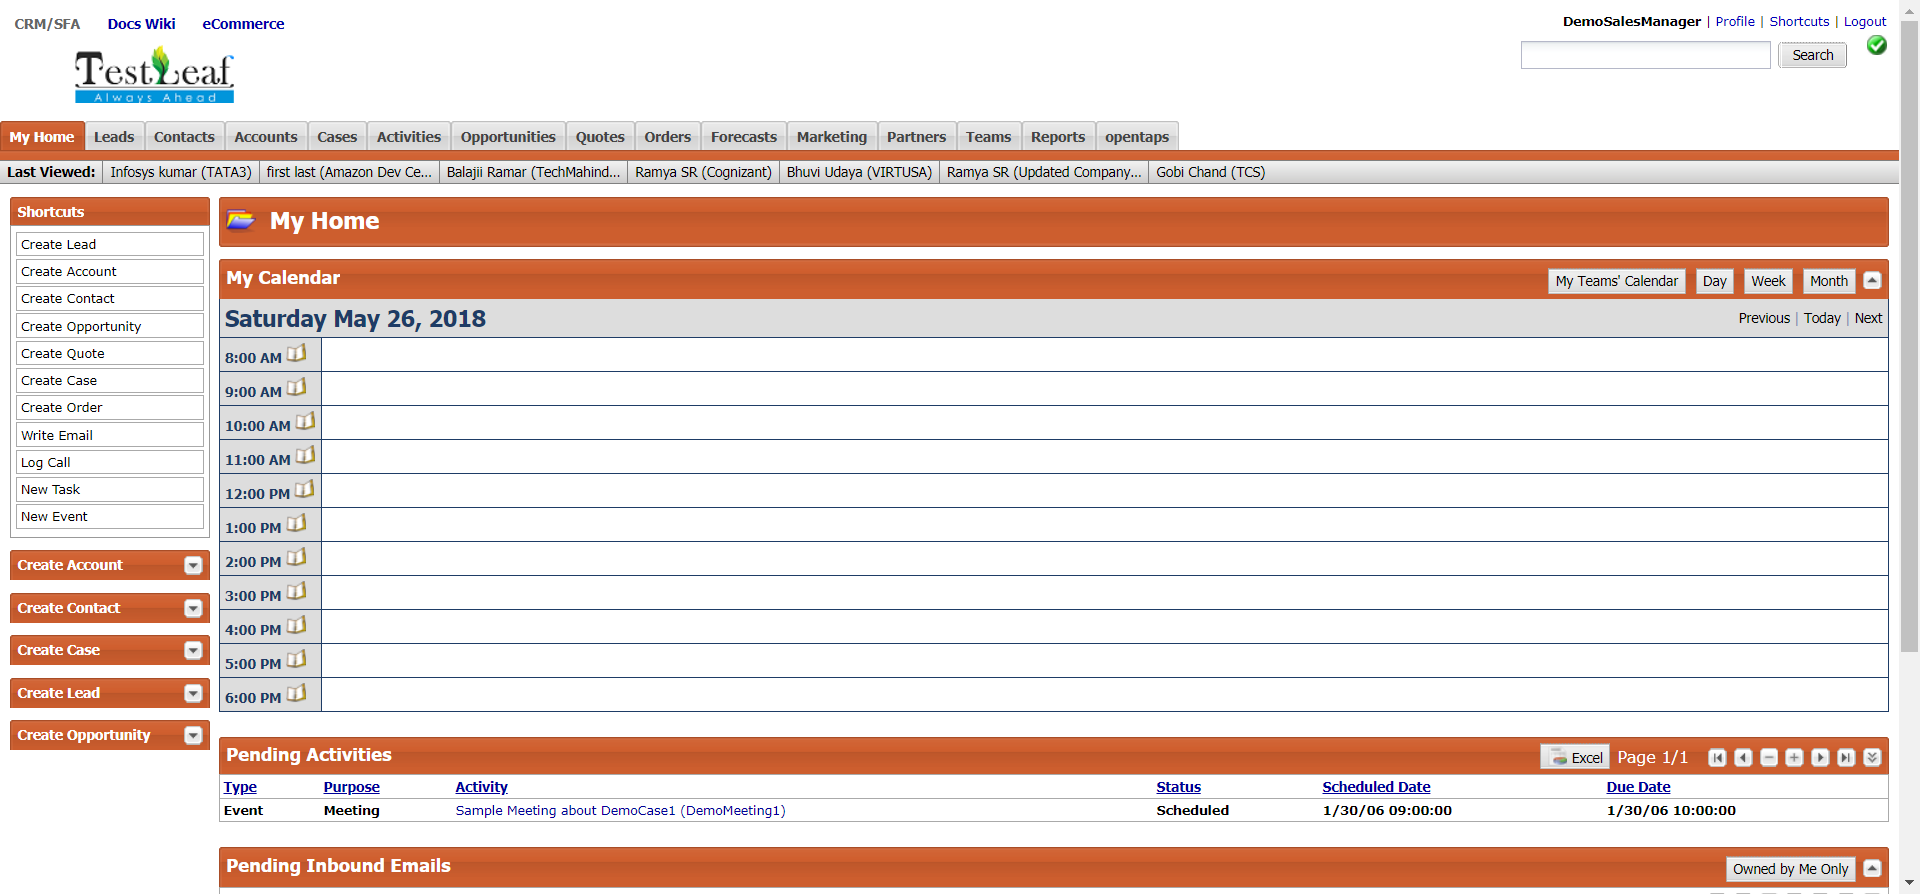 CRM/SFA Docs Wiki eCommerce
DemoSalesManager | Profile | Shortcuts | Logout
Search
TestLeaf
Always Ahead
My Home Leads Contacts Accounts Cases Activities Opportunities Quotes Orders Forecasts Marketing Partners Teams Reports opentaps
Last Viewed: Infosys kumar (TATA3) first last (Amazon Dev Ce... Balajii Ramar (TechMahind... Ramya SR (Cognizant) Bhuvi Udaya (VIRTUSA) Ramya SR (Updated Company... Gobi Chand (TCS)
Shortcuts
Create Lead
Create Account
Create Contact
Create Opportunity
Create Quote
Create Case
Create Order
Write Email
Log Call
New Task
New Event
Create Account
Create Contact
Create Case
Create Lead
Create Opportunity
My Home
My Calendar My Teams' Calendar Day Week Month
Saturday May 26, 2018 Previous | Today | Next
8:00 AM
9:00 AM
10:00 AM
11:00 AM
12:00 PM
1:00 PM
2:00 PM
3:00 PM
4:00 PM
5:00 PM
6:00 PM
Pending Activities Excel Page 1/1
Type Purpose Activity Status Scheduled Date Due Date
Event Meeting Sample Meeting about DemoCase1 (DemoMeeting1) Scheduled 1/30/06 09:00:00 1/30/06 10:00:00
Pending Inbound Emails Owned by Me Only